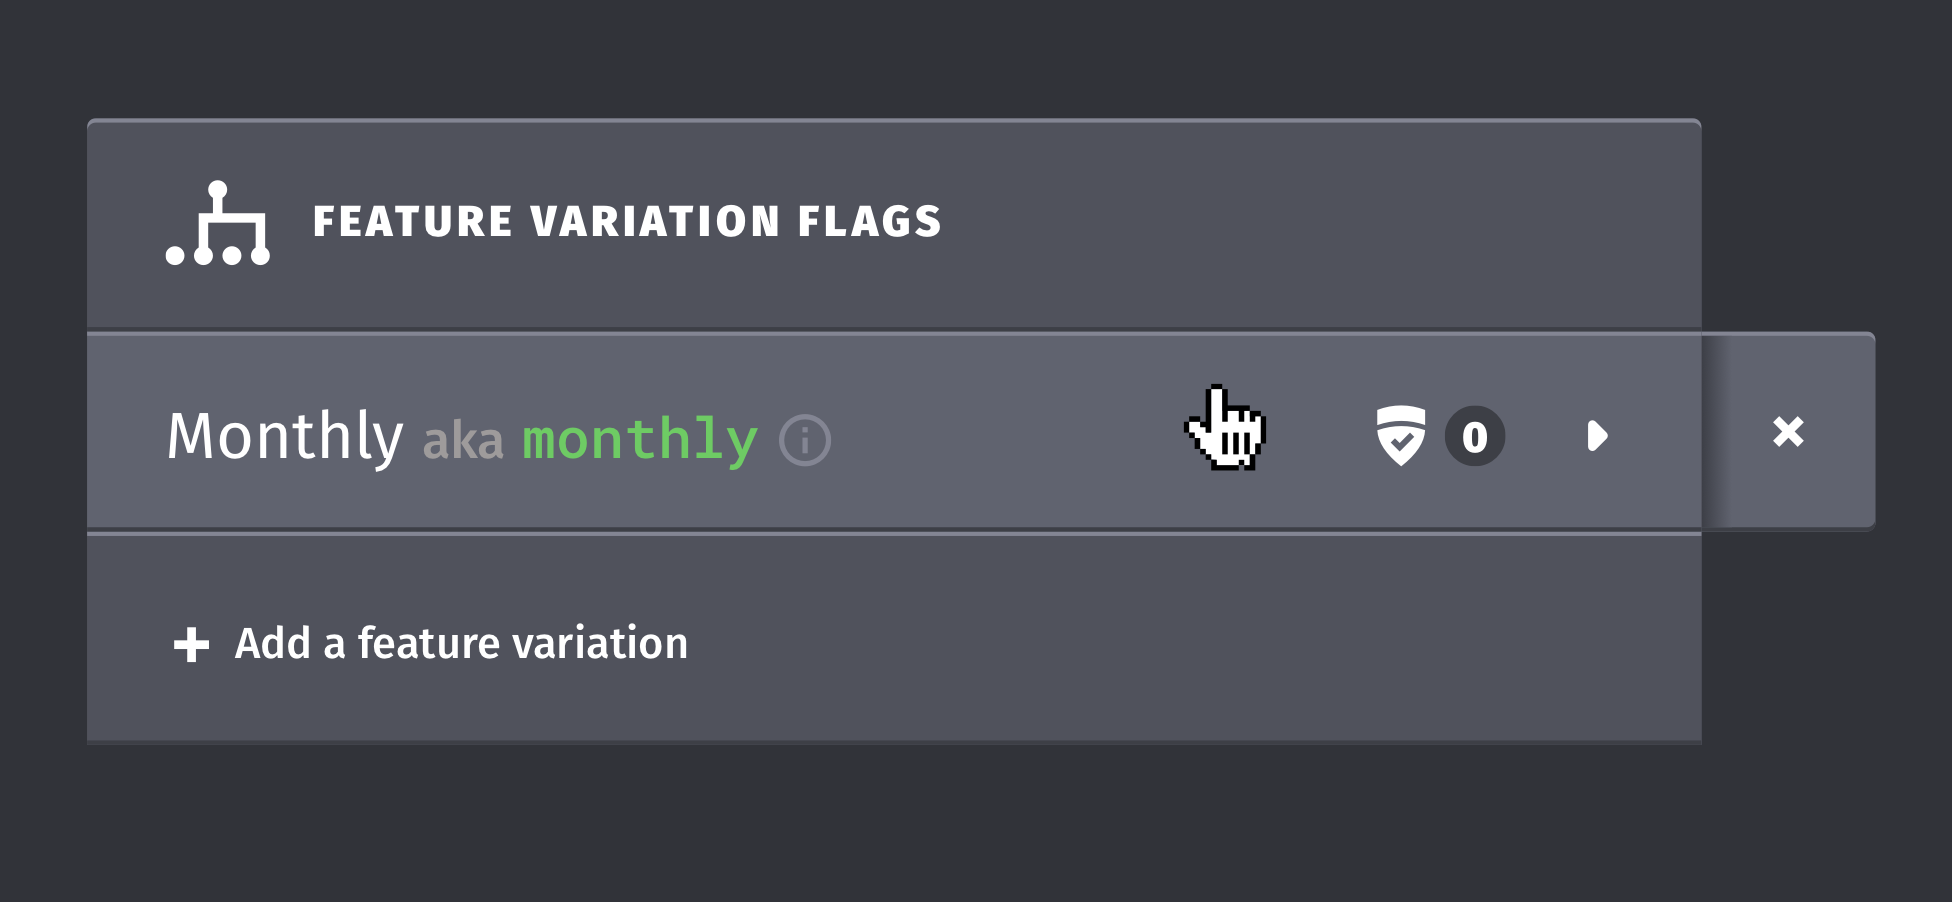 FEATURE VARIATION FLAGS
Monthly aka monthly 0
Add a feature variation